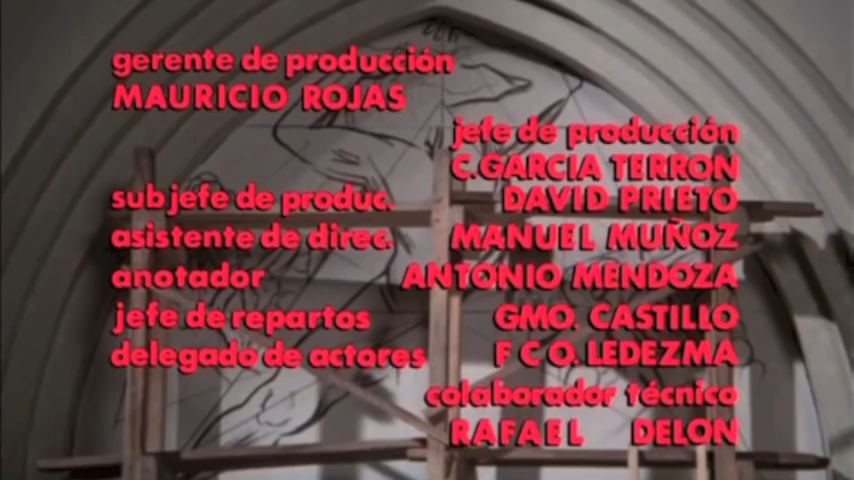 gerente de producción
MAURICIO ROJAS
jefe de producción
C.GARCIA TERRON
sub jefe de produc. DAVID PRIETO
asistente de direc. MANUEL MUÑOZ
anotador ANTONIO MENDOZA
jefe de repartos GMO. CASTILLO
delegado de actores FCO. LEDEZMA
colaborador técnico
RAFAEL DELON